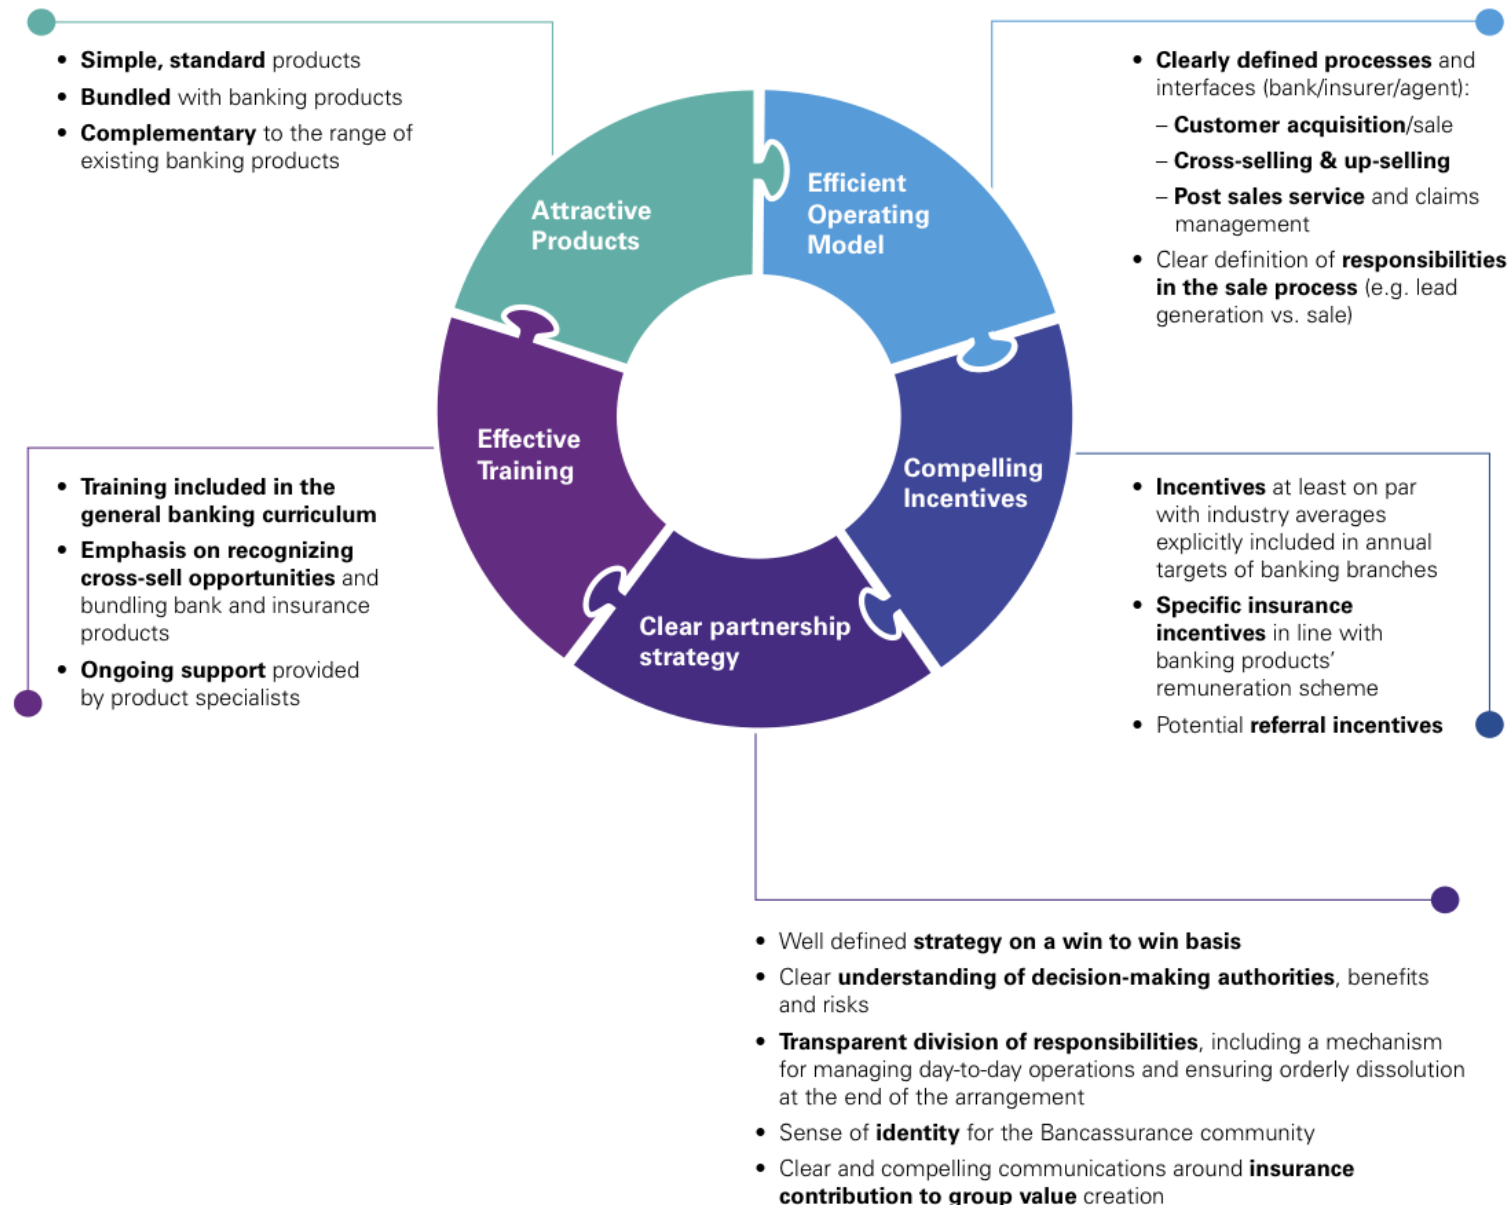 • Simple, standard products
• Bundled with banking products
• Complementary to the range of
existing banking products
Attractive
Products
Efficient
Operating
Model
• Clearly defined processes and
interfaces (bank/insurer/agent):
– Customer acquisition/sale
– Cross-selling & up-selling
– Post sales service and claims
management
• Clear definition of responsibilities
in the sale process (e.g. lead
generation vs. sale)
Effective
Training
• Training included in the
general banking curriculum
• Emphasis on recognizing
cross-sell opportunities and
bundling bank and insurance
products
• Ongoing support provided
by product specialists
Compelling
Incentives
• Incentives at least on par
with industry averages
explicitly included in annual
targets of banking branches
• Specific insurance
incentives in line with
banking products’
remuneration scheme
• Potential referral incentives
Clear partnership
strategy
• Well defined strategy on a win to win basis
• Clear understanding of decision-making authorities, benefits
and risks
• Transparent division of responsibilities, including a mechanism
for managing day-to-day operations and ensuring orderly dissolution
at the end of the arrangement
• Sense of identity for the Bancassurance community
• Clear and compelling communications around insurance
contribution to group value creation